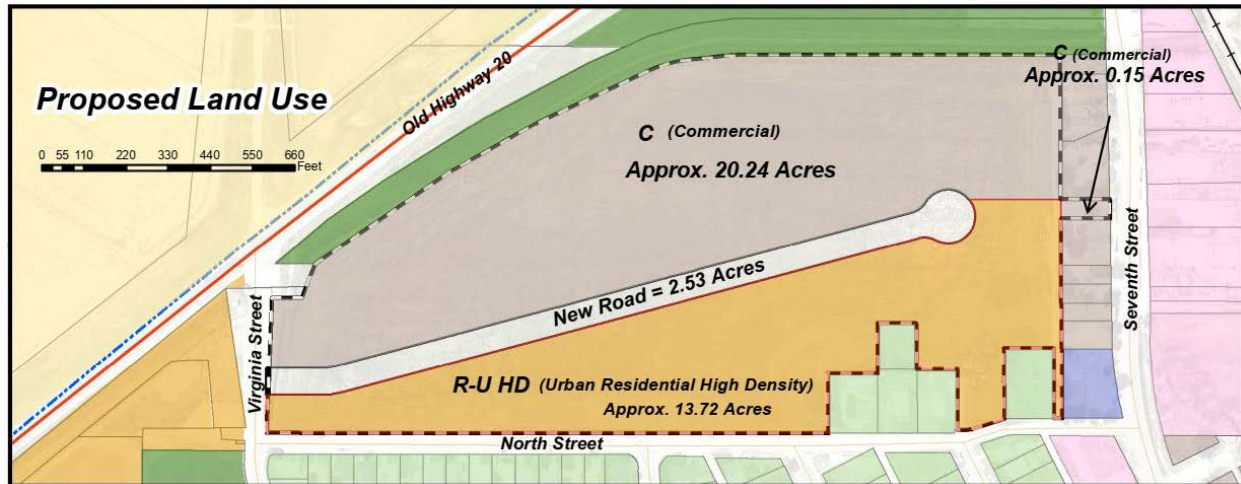 Proposed Land Use
0 55 110 220 330 440 550 660
Feet
Old Highway 20
C (Commercial)
Approx. 20.24 Acres
C (Commercial)
Approx. 0.15 Acres
New Road = 2.53 Acres
Virginia Street
Seventh Street
R-U HD (Urban Residential High Density)
Approx. 13.72 Acres
North Street